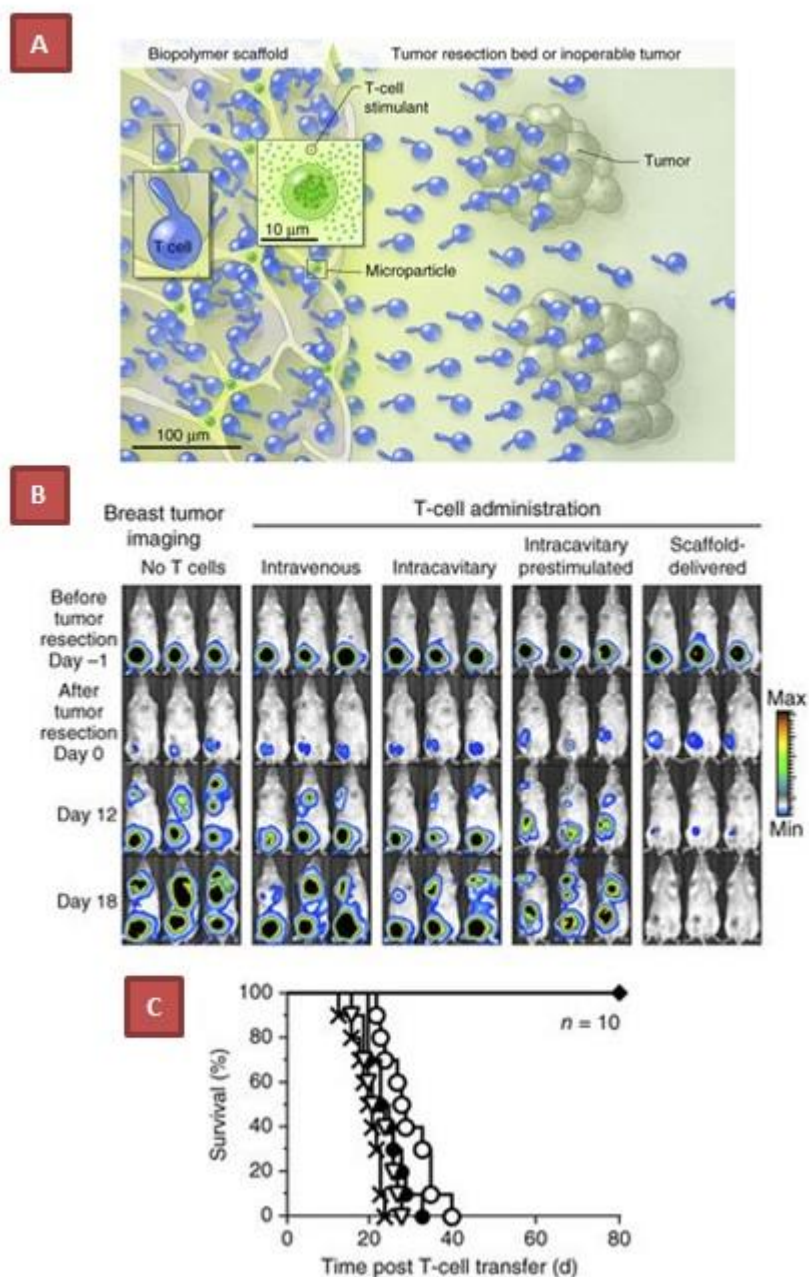 A
Biopolymer scaffold
Tumor resection bed or inoperable tumor
T-cell
stimulant
Tumor
T cell
10 μm
Microparticle
100 μm
B
Breast tumor
imaging
T-cell administration
No T cells
Intravenous
Intracavitary
Intracavitary
prestimulated
Scaffold-
delivered
Before
tumor
resection
Day –1
After
tumor
resection
Day 0
Day 12
Day 18
Max
Min
C
100
80
60
40
20
0
Survival (%)
n = 10
0
20
40
60
80
Time post T-cell transfer (d)